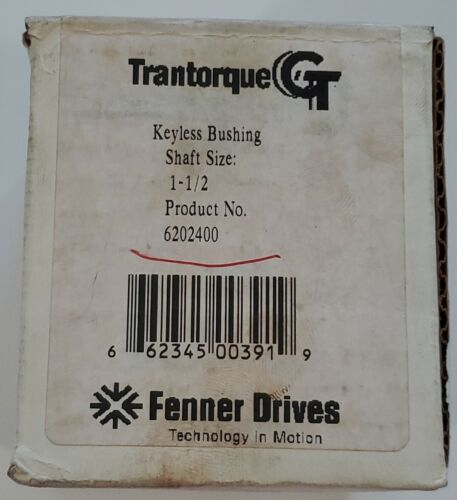 Trantorque GT
Keyless Bushing
Shaft Size:
1-1/2
Product No.
6202400
6 62345 00391 9
Fenner Drives
Technology in Motion